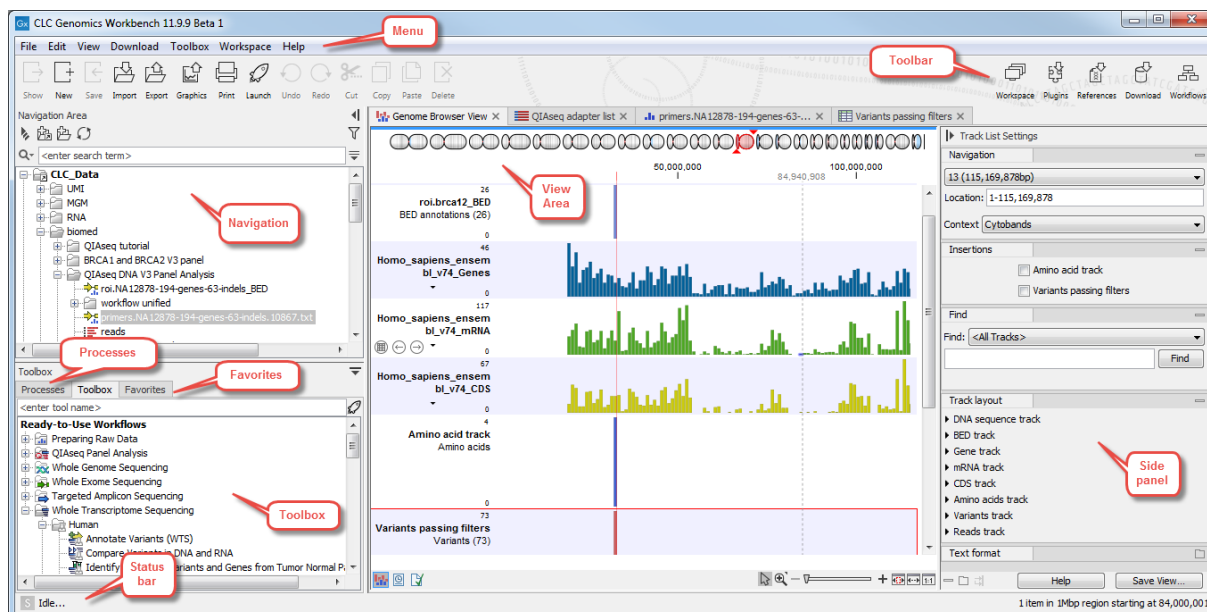 CLC Genomics Workbench 11.9.9 Beta 1
File Edit View Download Toolbox Workspace Help
Menu
Toolbar
Show New Save Import Export Graphics Print Launch Undo Redo Cut Copy Paste Delete
Workspace Plugins References Download Workflows
Navigation Area
<enter search term>
CLC_Data
UMI
MGM
RNA
biomed
QIAseq tutorial
BRCA1 and BRCA2 V3 panel
QIAseq DNA V3 Panel Analysis
roi.NA12878-194-genes-63-indels_BED
workflow unified
primers.NA12878-194-genes-63-indels.10867.txt
reads
Navigation
Processes
Favorites
Toolbox
Processes Toolbox Favorites
<enter tool name>
Ready-to-Use Workflows
Preparing Raw Data
QIAseq Panel Analysis
Whole Genome Sequencing
Whole Exome Sequencing
Targeted Amplicon Sequencing
Whole Transcriptome Sequencing
Human
Annotate Variants (WTS)
Compare Variants in DNA and RNA
Toolbox
Status
bar
Idle...
Genome Browser View QIAseq adapter list primers.NA12878-194-genes-63-... Variants passing filters
50,000,000 100,000,000
84,940,908
View
Area
26
roi.brca12_BED
BED annotations (26)
0
46
Homo_sapiens_ensem
bl_v74_Genes
0
117
Homo_sapiens_ensem
bl_v74_mRNA
0
67
Homo_sapiens_ensem
bl_v74_CDS
0
4
Amino acid track
Amino acids
0
73
Variants passing filters
Variants (73)
1:1
Track List Settings
Navigation
13 (115,169,878bp)
Location: 1-115,169,878
Context Cytobands
Insertions
Amino acid track
Variants passing filters
Find
Find: <All Tracks>
Find
Track layout
DNA sequence track
BED track
Gene track
mRNA track
CDS track
Amino acids track
Variants track
Reads track
Side
panel
Text format
Help Save View...
1 item in 1Mbp region starting at 84,000,001